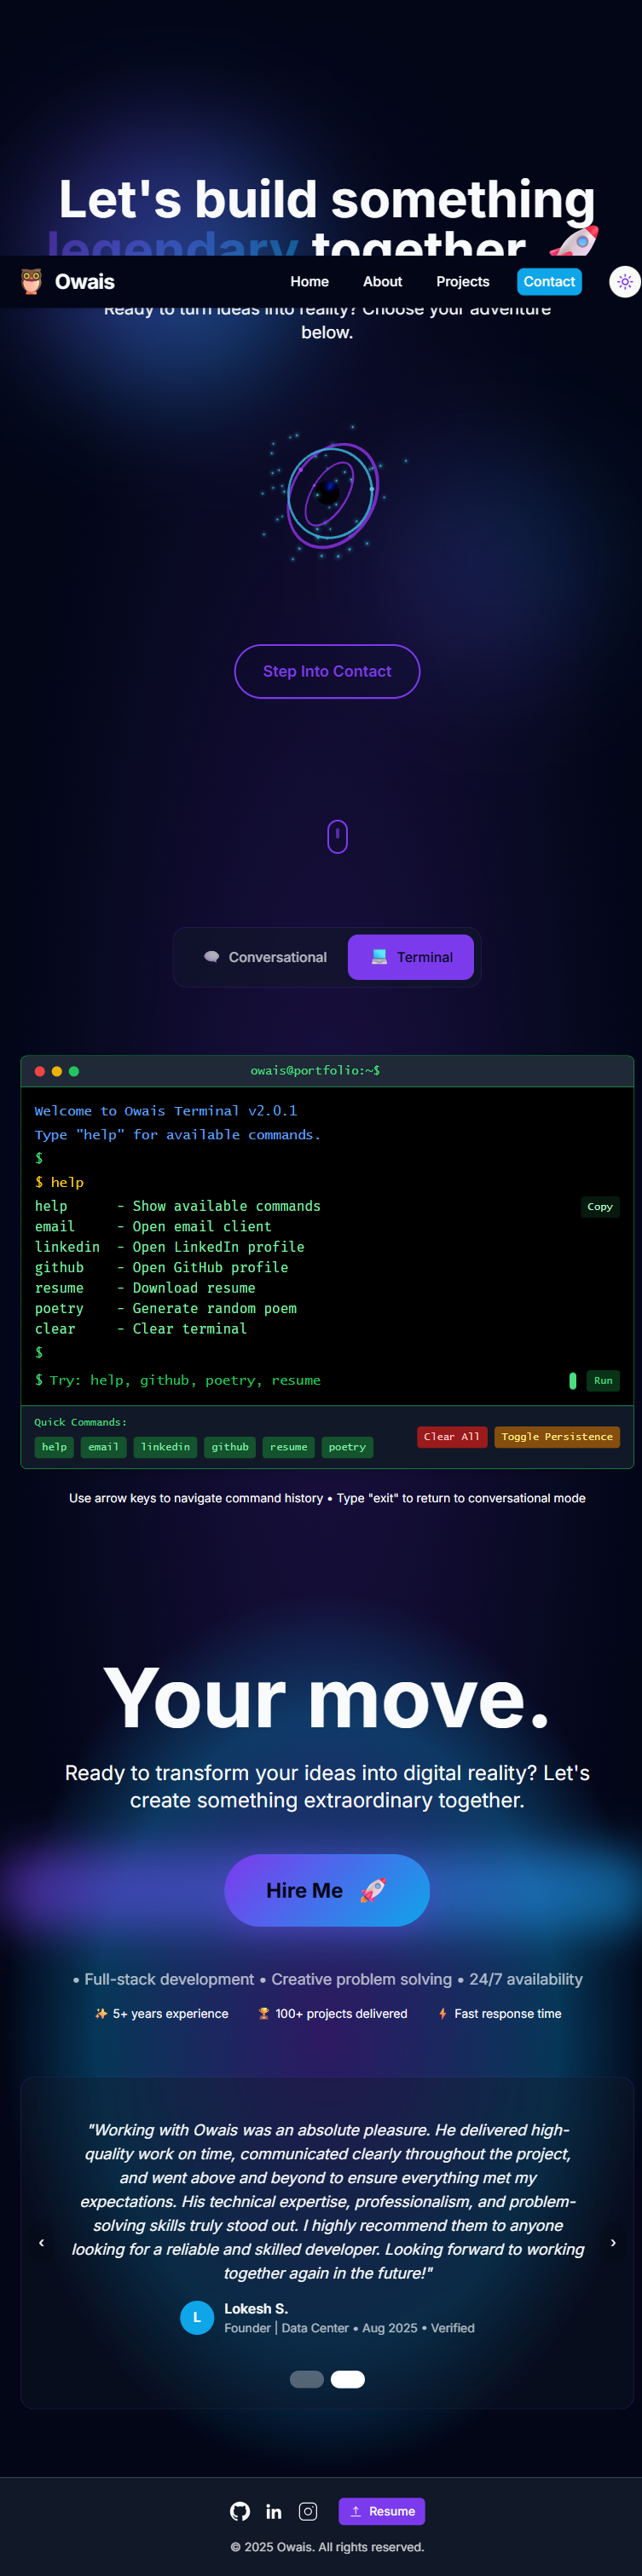 Let's build something
legendary together 🚀
Owais
Home
About
Projects
Contact
Ready to turn ideas into reality? Choose your adventure
below.
Step Into Contact
Conversational
Terminal
owais@portfolio:~$
Welcome to Owais Terminal v2.0.1
Type "help" for available commands.
$
$ help
help - Show available commands
Copy
email - Open email client
linkedin - Open LinkedIn profile
github - Open GitHub profile
resume - Download resume
poetry - Generate random poem
clear - Clear terminal
$
$ Try: help, github, poetry, resume
Run
Quick Commands:
help email linkedin github resume poetry
Clear All
Toggle Persistence
Use arrow keys to navigate command history • Type "exit" to return to conversational mode
Your move.
Ready to transform your ideas into digital reality? Let's
create something extraordinary together.
Hire Me 🚀
• Full-stack development • Creative problem solving • 24/7 availability
✨ 5+ years experience
🏆 100+ projects delivered
⚡ Fast response time
"Working with Owais was an absolute pleasure. He delivered high-
quality work on time, communicated clearly throughout the project,
and went above and beyond to ensure everything met my
expectations. His technical expertise, professionalism, and problem-
solving skills truly stood out. I highly recommend them to anyone
looking for a reliable and skilled developer. Looking forward to working
together again in the future!"
‹
›
L
Lokesh S.
Founder | Data Center • Aug 2025 • Verified
in
Resume
© 2025 Owais. All rights reserved.